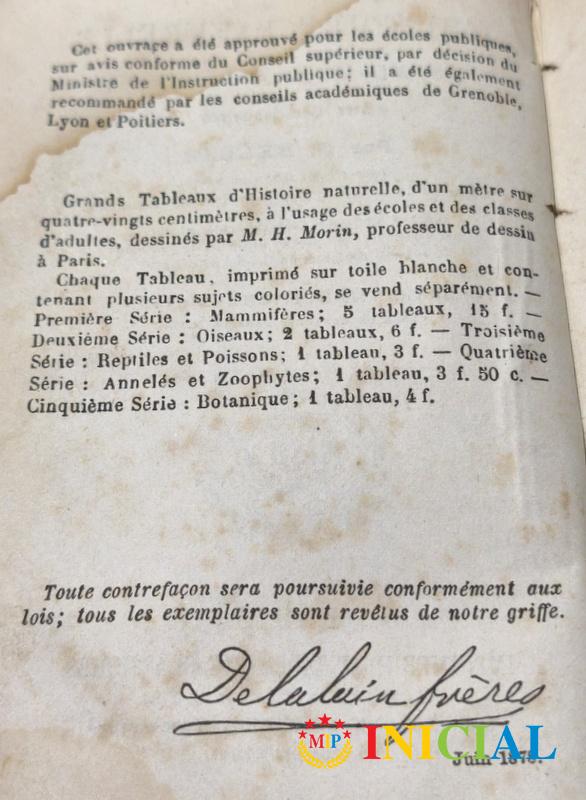 Cet ouvrage a été approuvé pour les écoles publiques,
sur avis conforme du Conseil supérieur, par décision du
Ministre de l'Instruction publique; il a été également
recommandé par les conseils académiques de Grenoble,
Lyon et Poitiers.
Grands Tableaux d'Histoire naturelle, d'un mètre sur
quatre-vingts centimètres, à l'usage des écoles et des classes
d'adultes, dessinés par M. H. Morin, professeur de dessin
à Paris.
Chaque Tableau, imprimé sur toile blanche et con-
tenant plusieurs sujets coloriés, se vend séparément. —
Première Série : Mammifères; 5 tableaux, 15 f. —
Deuxième Série : Oiseaux; 2 tableaux, 6 f. — Troisième
Série : Reptiles et Poissons; 1 tableau, 3 f. — Quatrième
Série : Annelés et Zoophytes; 1 tableau, 3 f. 50 c. —
Cinquième Série : Botanique; 1 tableau, 4 f.
Toute contrefaçon sera poursuivie conformément aux
lois; tous les exemplaires sont revêtus de notre griffe.
Delalain frères
MIP INICIAL
Juin